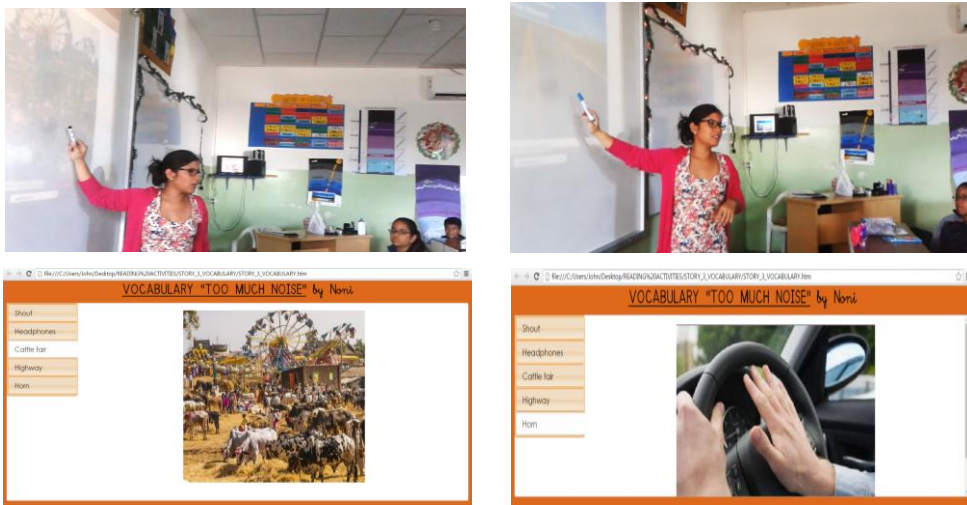 file:///C:/Users/John/Desktop/READING%20ACTIVITIES/STORY_3_VOCABULARY/STORY_3_VOCABULARY.htm
VOCABULARY "TOO MUCH NOISE" by Noni
Shout
Headphones
Cattle fair
Highway
Horn
file:///C:/Users/John/Desktop/READING%20ACTIVITIES/STORY_3_VOCABULARY/STORY_3_VOCABULARY.htm
VOCABULARY "TOO MUCH NOISE" by Noni
Shout
Headphones
Cattle fair
Highway
Horn